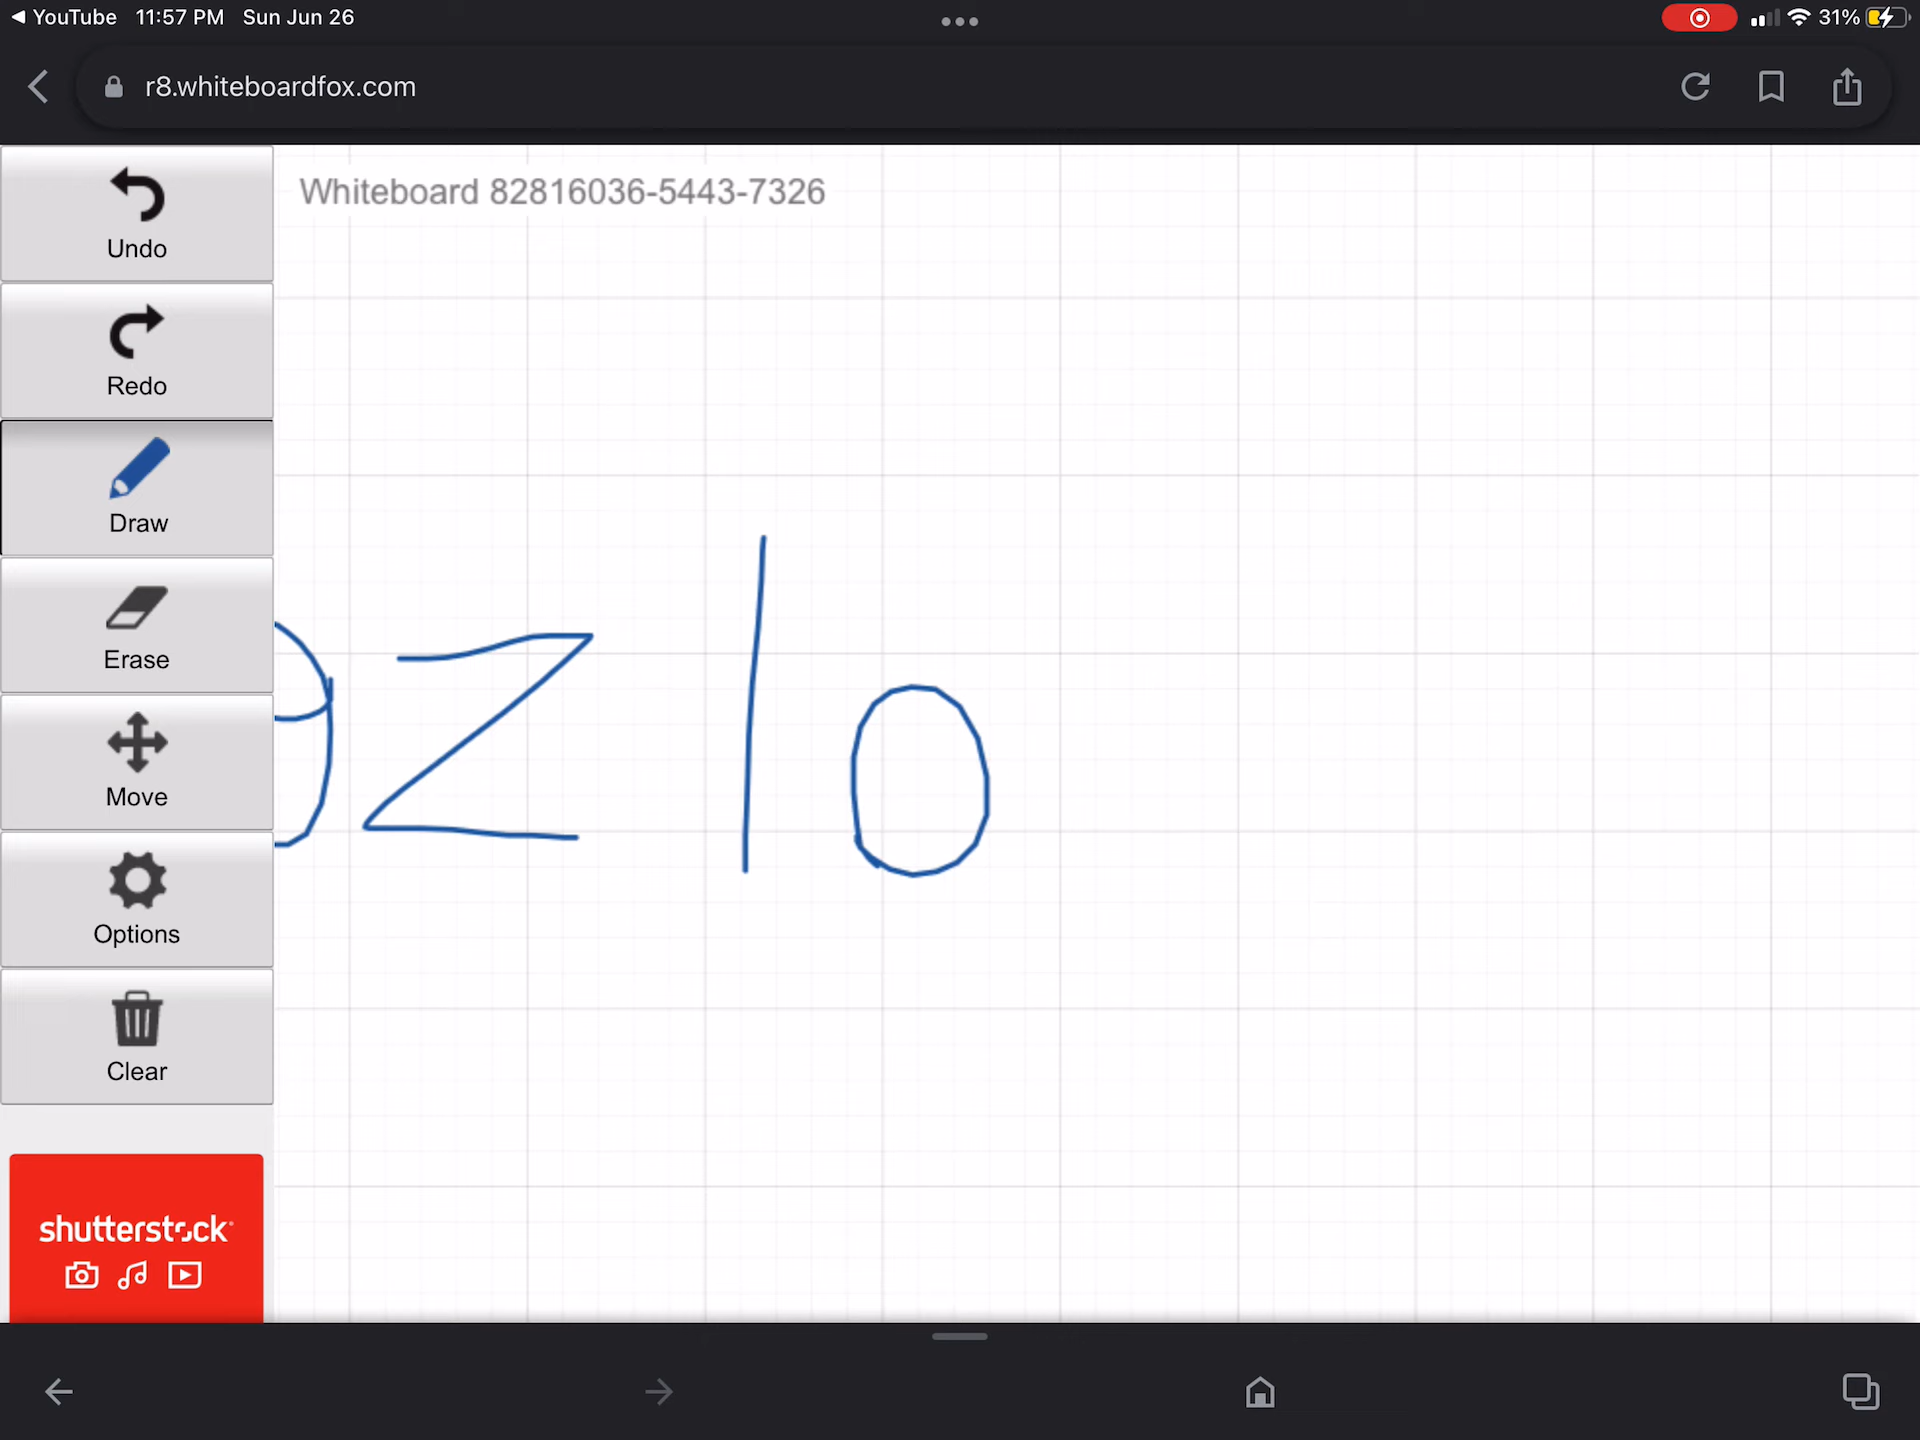 YouTube 11:57 PM Sun Jun 26 31%
r8.whiteboardfox.com
Whiteboard 82816036-5443-7326
Undo
Redo
Draw
Erase
Move
Options
Clear
zlo
shutterstock